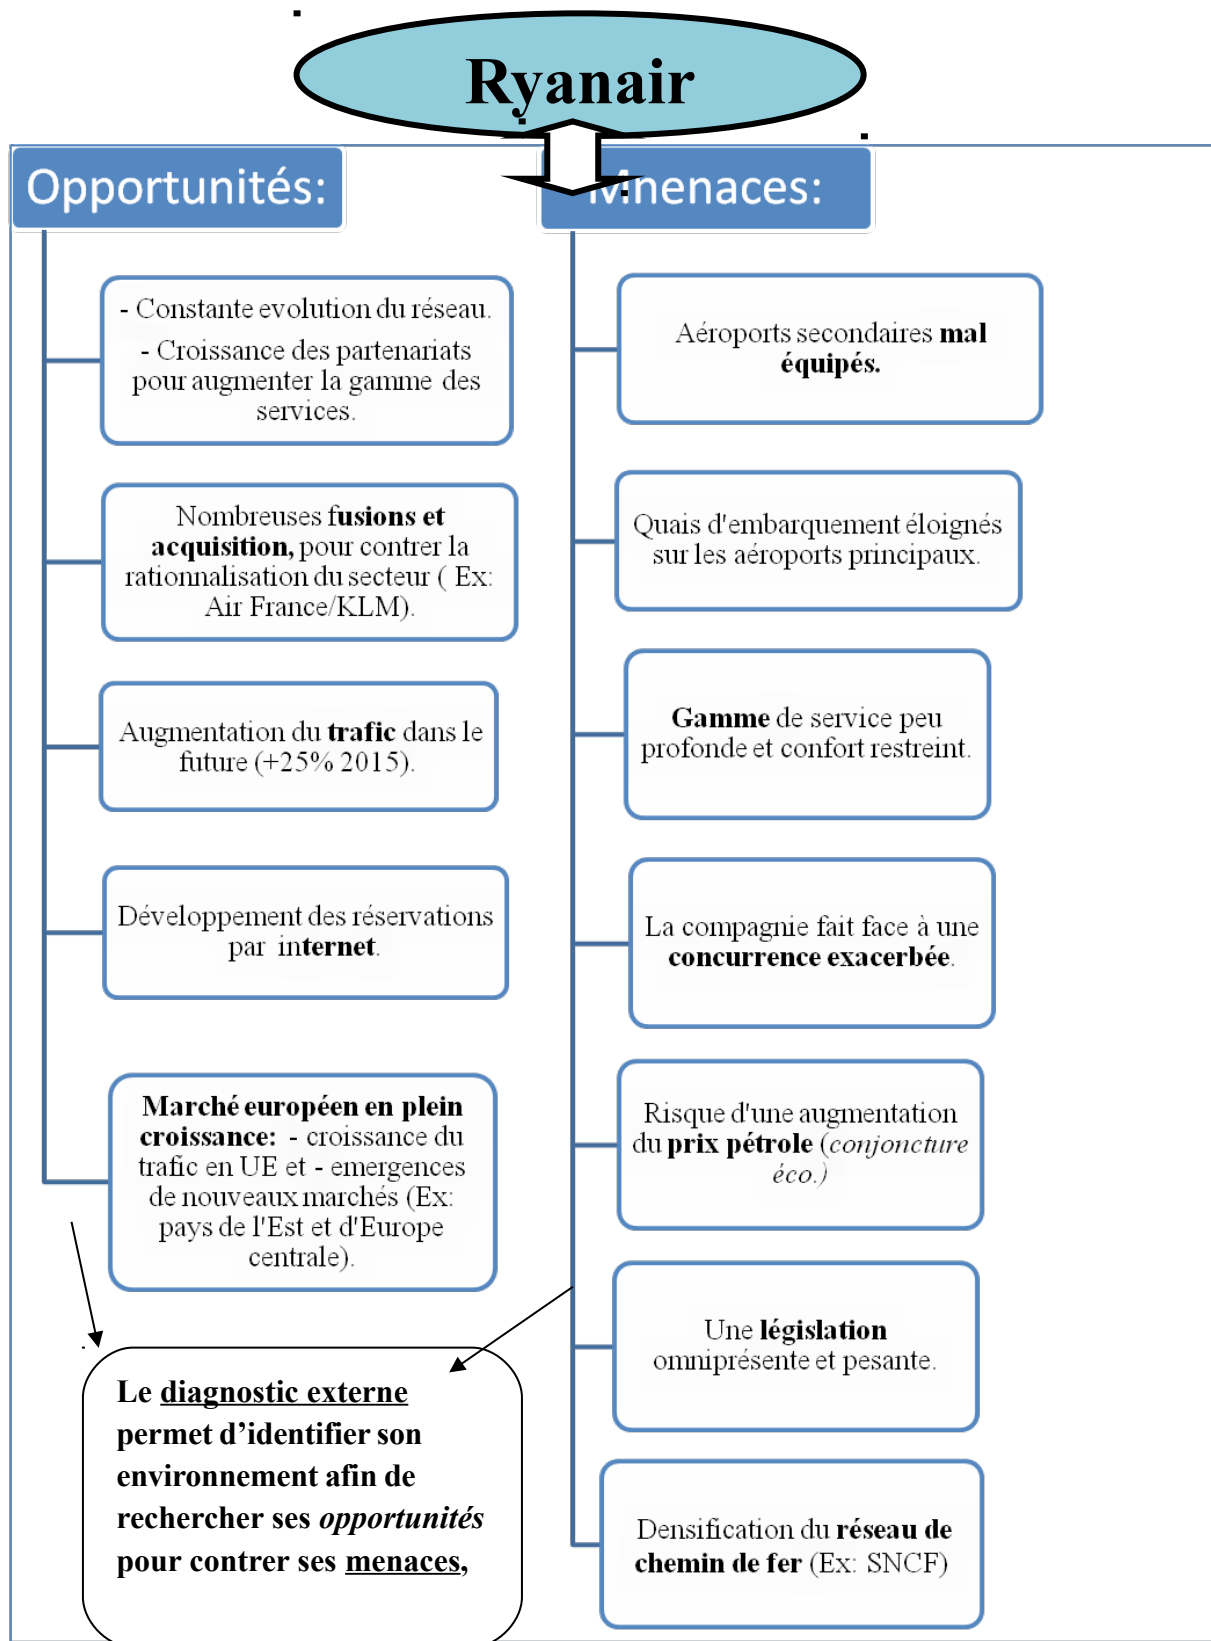 Ryanair
Opportunités:
- Constante evolution du réseau.
- Croissance des partenariats
pour augmenter la gamme des
services.
Nombreuses fusions et
acquisition, pour contrer la
rationnalisation du secteur ( Ex:
Air France/KLM).
Augmentation du trafic dans le
future (+25% 2015).
Développement des réservations
par internet.
Marché européen en plein
croissance: - croissance du
trafic en UE et - emergences
de nouveaux marchés (Ex:
pays de l'Est et d'Europe
centrale).
Mnenaces:
Aéroports secondaires mal
équipés.
Quais d'embarquement éloignés
sur les aéroports principaux.
Gamme de service peu
profonde et confort restreint.
La compagnie fait face à une
concurrence exacerbée.
Risque d'une augmentation
du prix pétrole (conjoncture
éco.)
Une législation
omniprésente et pesante.
Densification du réseau de
chemin de fer (Ex: SNCF)
Le diagnostic externe
permet d’identifier son
environnement afin de
rechercher ses opportunités
pour contrer ses menaces,